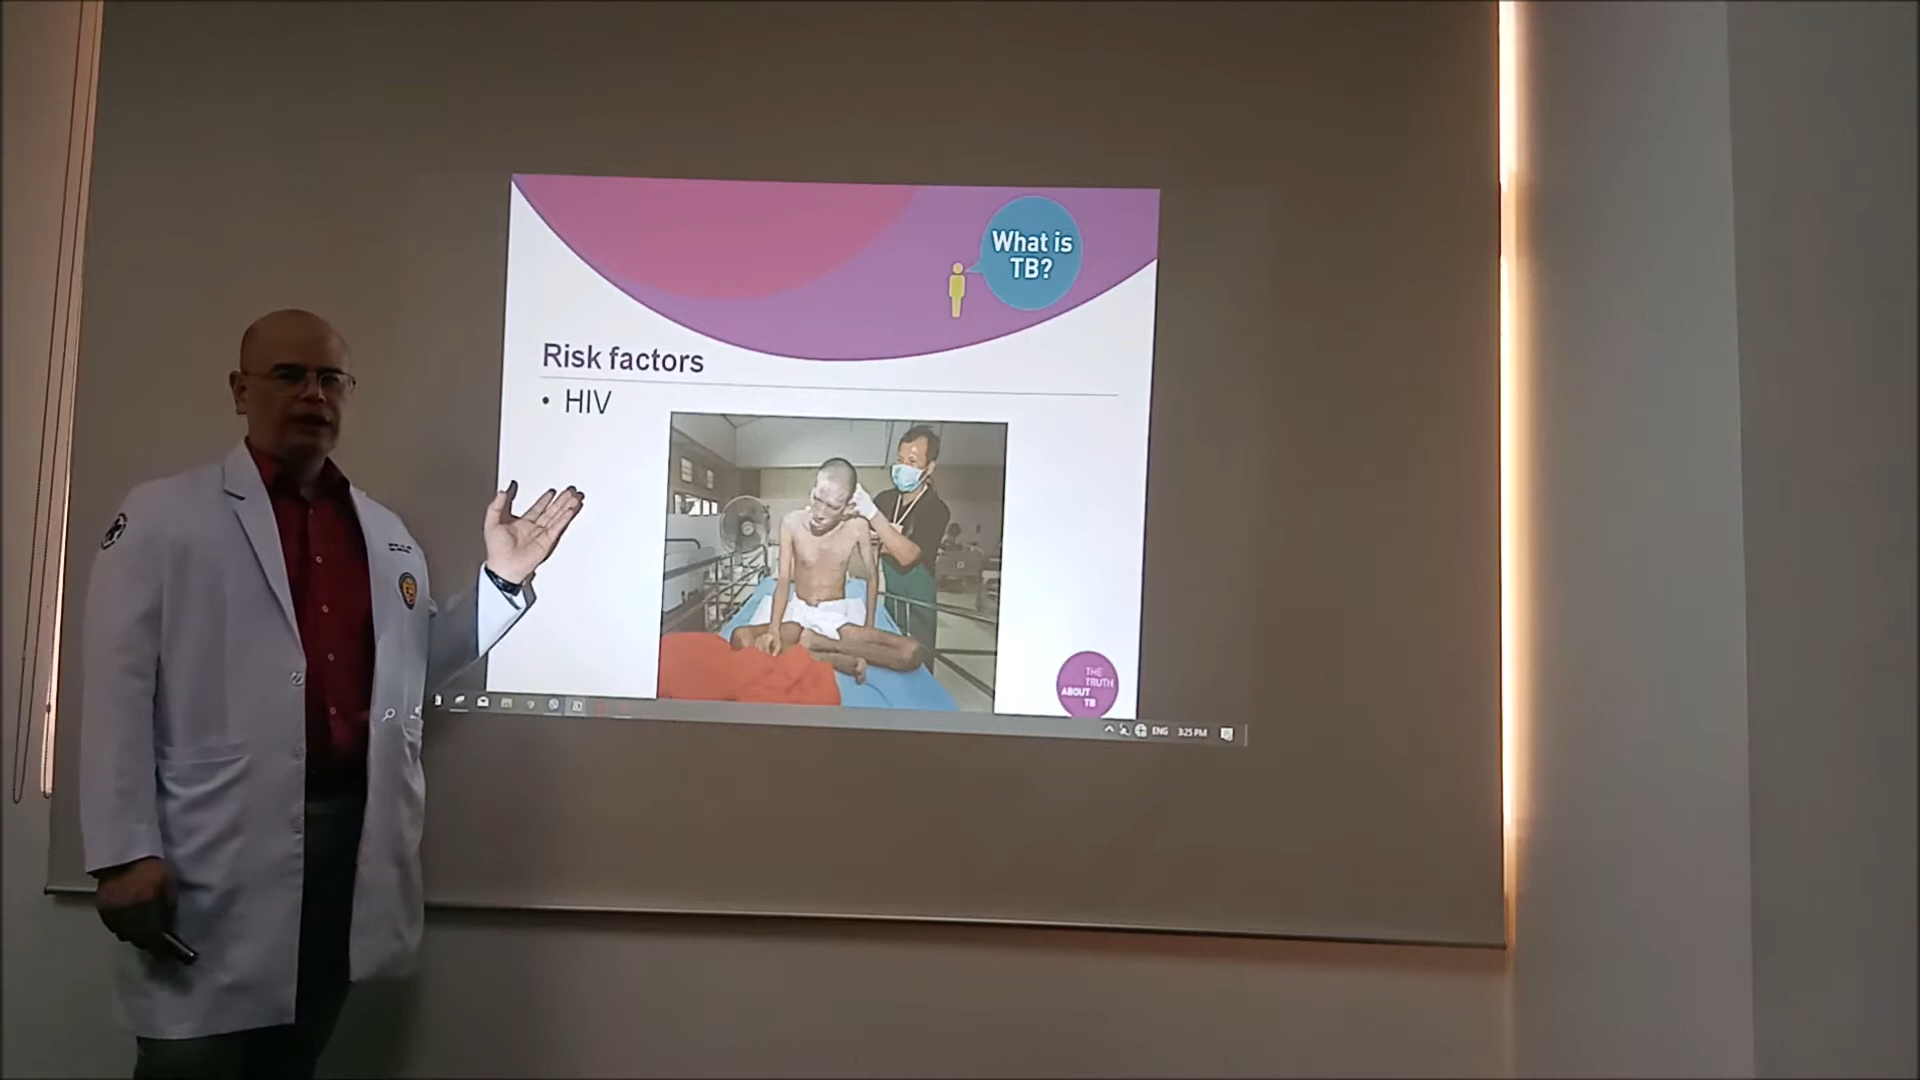 What is
TB?
Risk factors
• HIV
THE
TRUTH
ABOUT
TB
ENG 3:25 PM